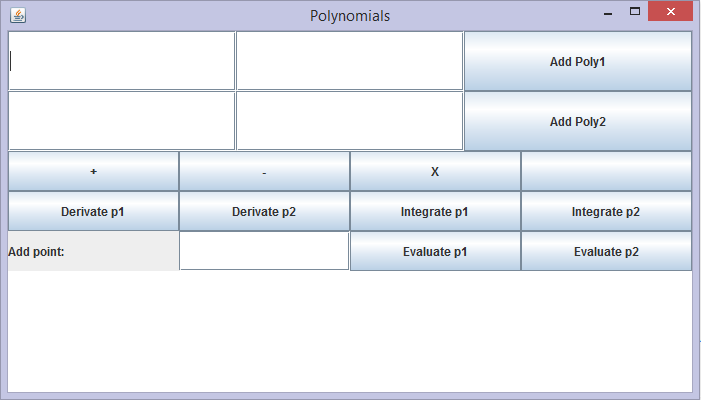 Polynomials
Add Poly1
Add Poly2
+ - X
Derivate p1 Derivate p2 Integrate p1 Integrate p2
Add point: Evaluate p1 Evaluate p2